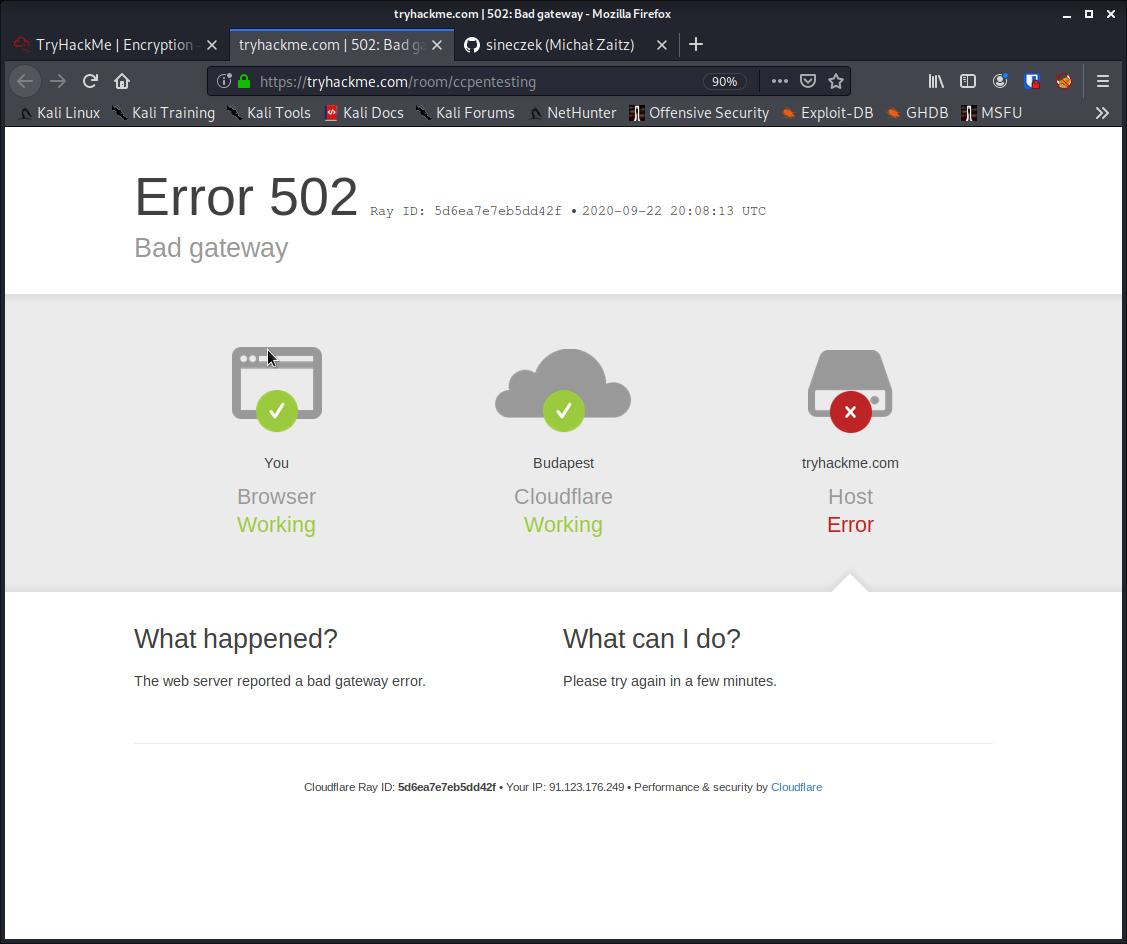 tryhackme.com | 502: Bad gateway - Mozilla Firefox
TryHackMe | Encryption - tryhackme.com | 502: Bad ga sineczek (Michał Zaitz)
https://tryhackme.com/room/ccpentesting 90%
Kali Linux Kali Training Kali Tools Kali Docs Kali Forums NetHunter Offensive Security Exploit-DB GHDB MSFU
Error 502 Ray ID: 5d6ea7e7eb5dd42f • 2020-09-22 20:08:13 UTC
Bad gateway
You Budapest tryhackme.com
Browser Cloudflare Host
Working Working Error
What happened? What can I do?
The web server reported a bad gateway error. Please try again in a few minutes.
Cloudflare Ray ID: 5d6ea7e7eb5dd42f • Your IP: 91.123.176.249 • Performance & security by Cloudflare